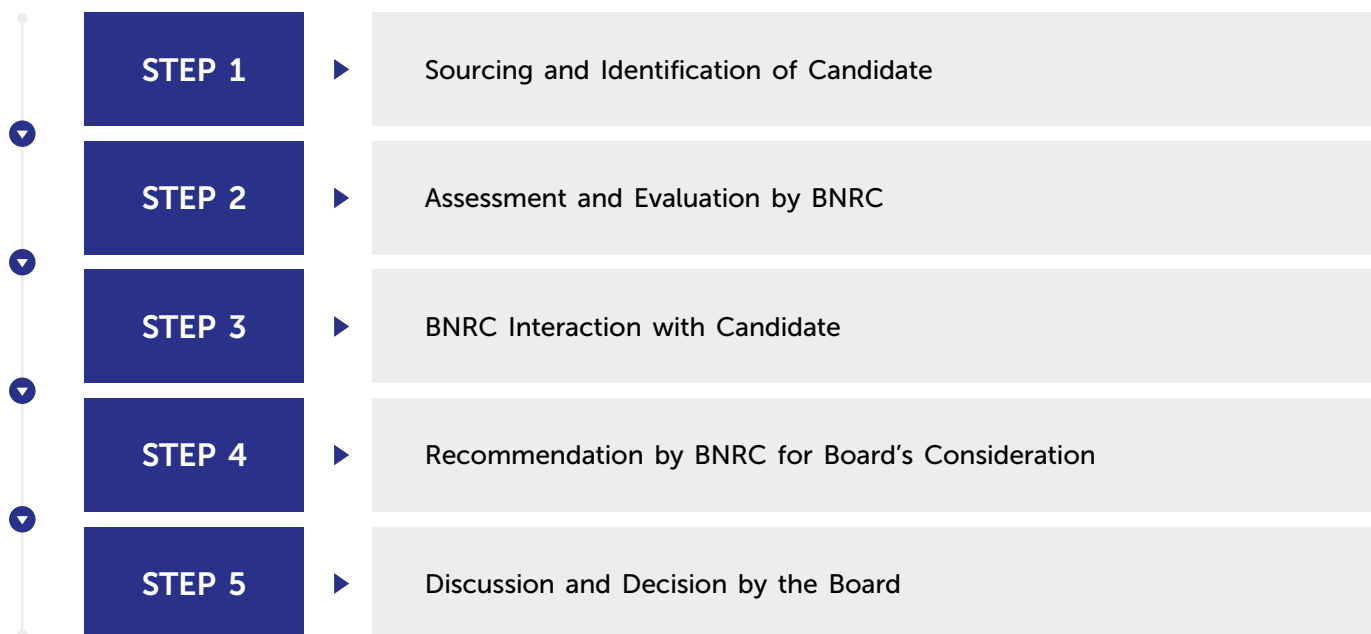 STEP 1
Sourcing and Identification of Candidate
STEP 2
Assessment and Evaluation by BNRC
STEP 3
BNRC Interaction with Candidate
STEP 4
Recommendation by BNRC for Board's Consideration
STEP 5
Discussion and Decision by the Board